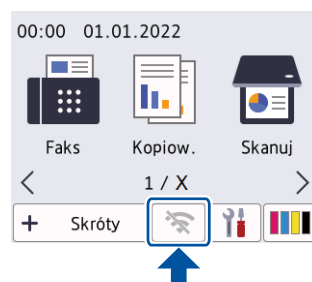 00:00 01.01.2022
Faks Kopiow. Skanuj
< 1 / X >
+ Skróty